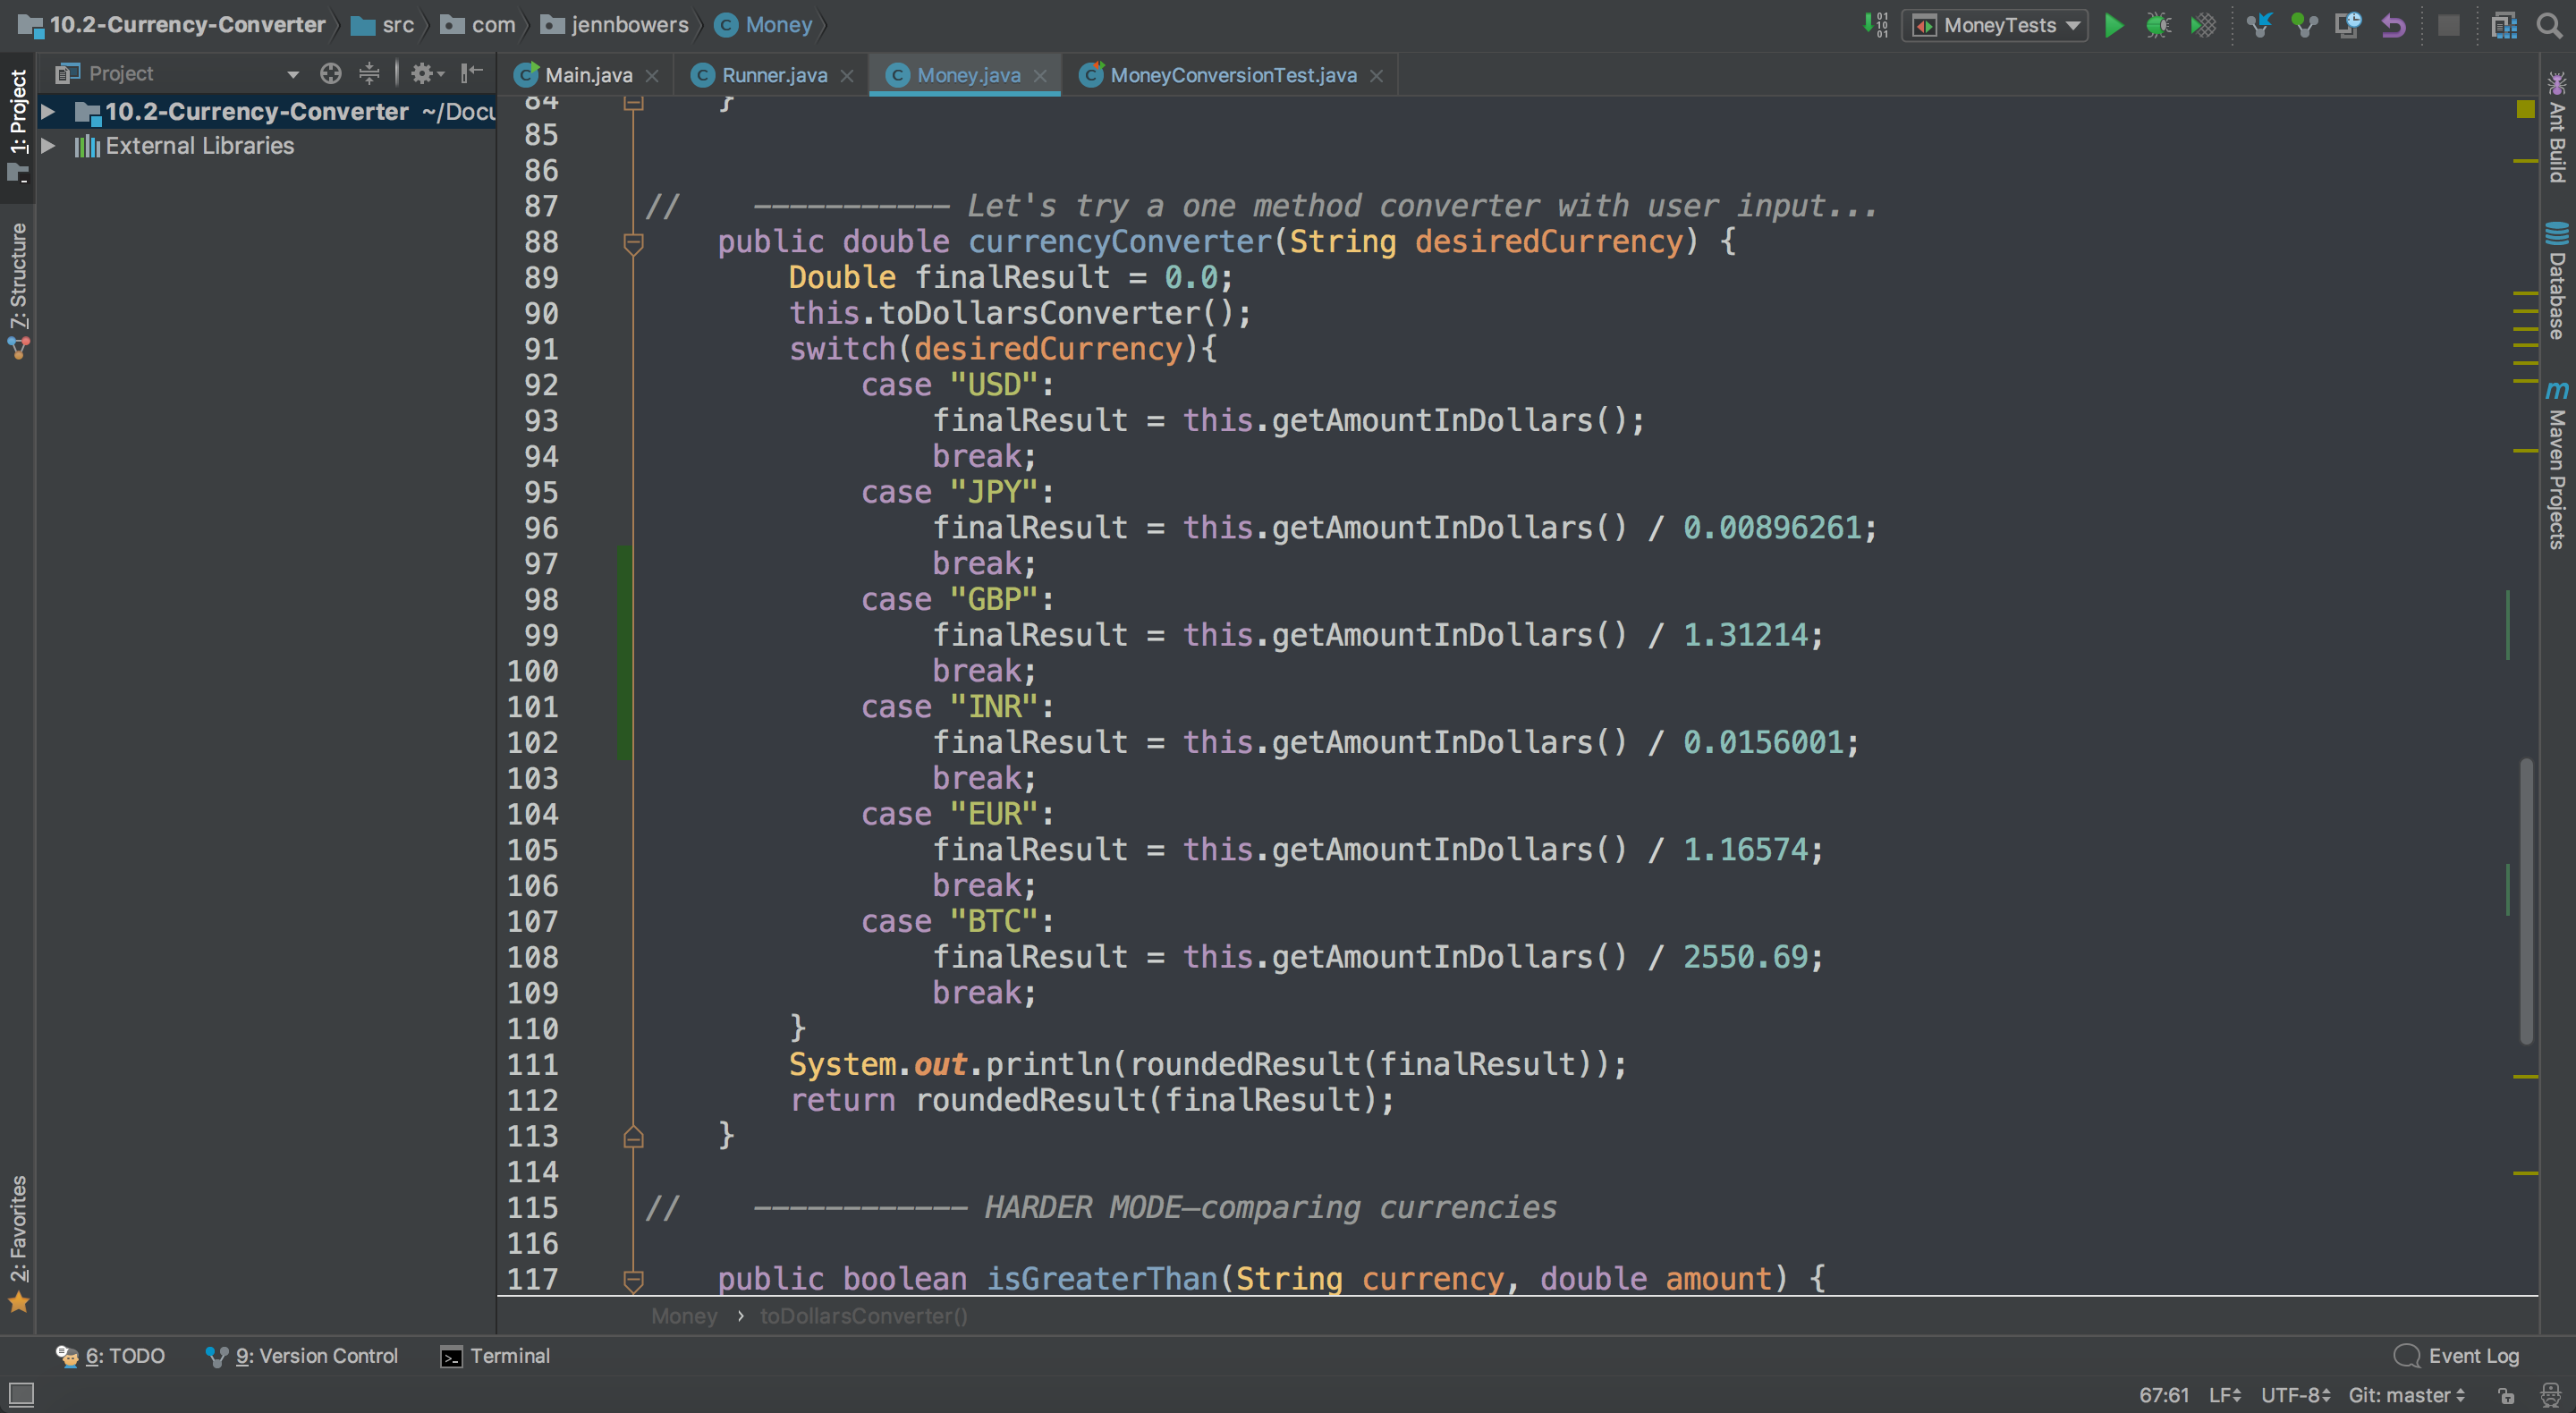 10.2-Currency-Converter src com jennbowers Money MoneyTests
Project
Main.java Runner.java Money.java MoneyConversionTest.java
10.2-Currency-Converter ~/Docu
External Libraries
1: Project
7: Structure
2: Favorites
84 }
85
86
87 // ----------- Let's try a one method converter with user input...
88 public double currencyConverter(String desiredCurrency) {
89 Double finalResult = 0.0;
90 this.toDollarsConverter();
91 switch(desiredCurrency){
92 case "USD":
93 finalResult = this.getAmountInDollars();
94 break;
95 case "JPY":
96 finalResult = this.getAmountInDollars() / 0.00896261;
97 break;
98 case "GBP":
99 finalResult = this.getAmountInDollars() / 1.31214;
100 break;
101 case "INR":
102 finalResult = this.getAmountInDollars() / 0.0156001;
103 break;
104 case "EUR":
105 finalResult = this.getAmountInDollars() / 1.16574;
106 break;
107 case "BTC":
108 finalResult = this.getAmountInDollars() / 2550.69;
109 break;
110 }
111 System.out.println(roundedResult(finalResult));
112 return roundedResult(finalResult);
113 }
114
115 // ------------ HARDER MODE—comparing currencies
116
117 public boolean isGreaterThan(String currency, double amount) {
Money › toDollarsConverter()
Ant Build
Database
m Maven Projects
6: TODO 9: Version Control Terminal Event Log
67:61 LF UTF-8 Git: master